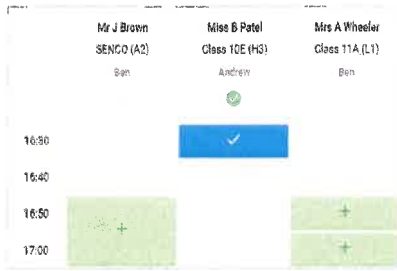 Mr J Brown Miss B Patel Mrs A Wheeler
SENCO (A2) Class 10E (H3) Class 11A (L1)
Ben Andrew Ben
16:30
16:40
16:50
17:00